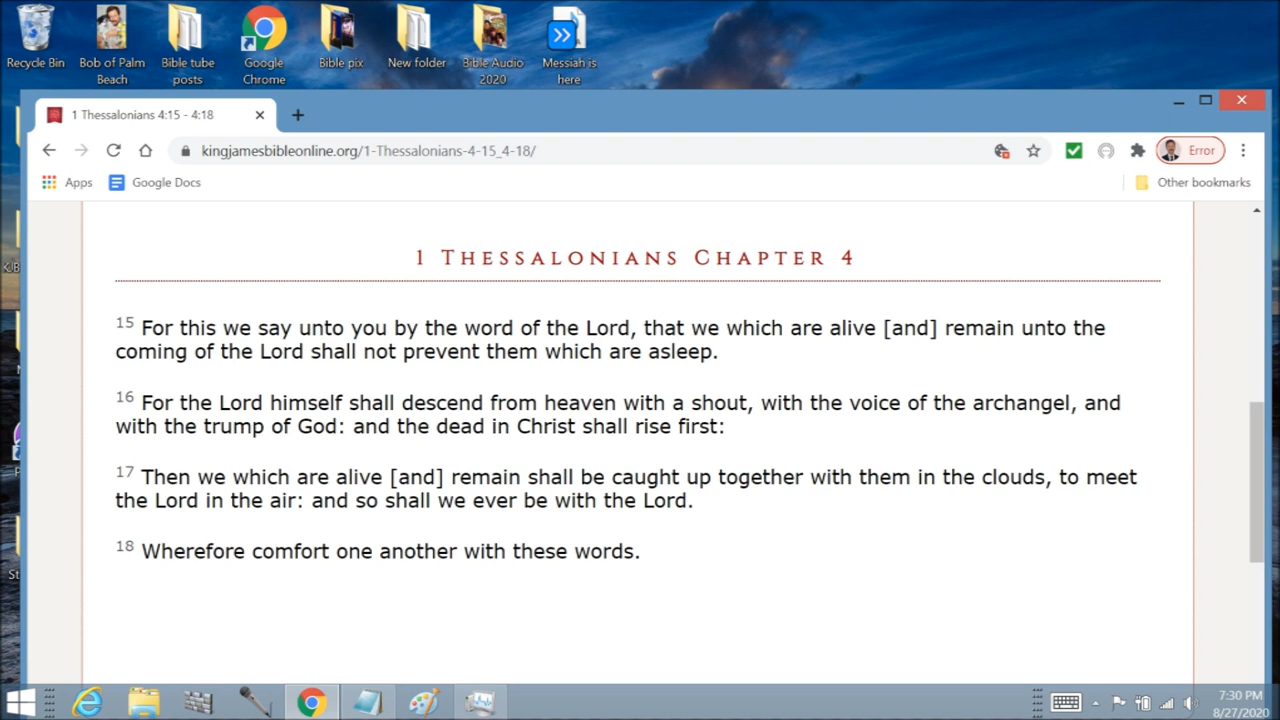 Recycle Bin
Bob of Palm
Beach
Bible tube
posts
Google
Chrome
Bible pix
New folder
Bible Audio
2020
Messiah is
here
1 Thessalonians 4:15 - 4:18
kingjamesbibleonline.org/1-Thessalonians-4-15_4-18/
Error
Apps
Google Docs
Other bookmarks
1 Thessalonians Chapter 4
15 For this we say unto you by the word of the Lord, that we which are alive [and] remain unto the
coming of the Lord shall not prevent them which are asleep.
16 For the Lord himself shall descend from heaven with a shout, with the voice of the archangel, and
with the trump of God: and the dead in Christ shall rise first:
17 Then we which are alive [and] remain shall be caught up together with them in the clouds, to meet
the Lord in the air: and so shall we ever be with the Lord.
18 Wherefore comfort one another with these words.
7:30 PM
8/27/2020